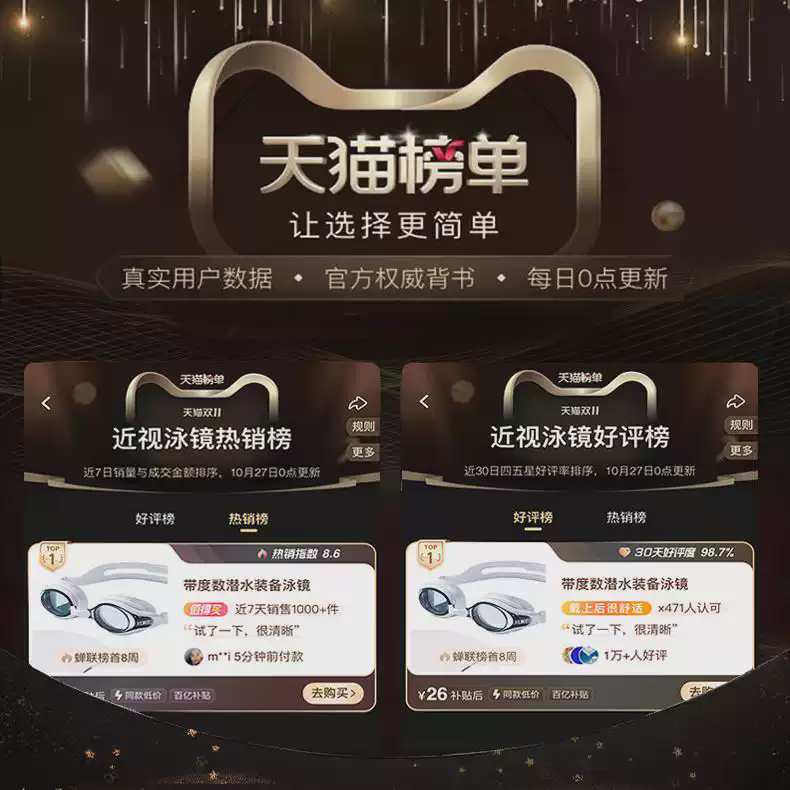 天猫榜单
让选择更简单
真实用户数据 • 官方权威背书 • 每日0点更新
天猫榜单
天猫双11
近视泳镜热销榜
规则
更多
近7日销量与成交金额排序，10月27日0点更新
好评榜 热销榜
TOP
1
热销指数 8.6
带度数潜水装备泳镜
值得买 近7天销售1000+件
“试了一下，很清晰”
蝉联榜首8周
m**i 5分钟前付款
同款低价 百亿补贴
去购买>
天猫榜单
天猫双11
近视泳镜好评榜
规则
更多
近30日四五星好评率排序，10月27日0点更新
好评榜 热销榜
TOP
1
30天好评度 98.7%
带度数潜水装备泳镜
戴上后很舒适 x471人认可
“试了一下，很清晰”
蝉联榜首8周
1万+人好评
¥26 补贴后 同款低价 百亿补贴
去购